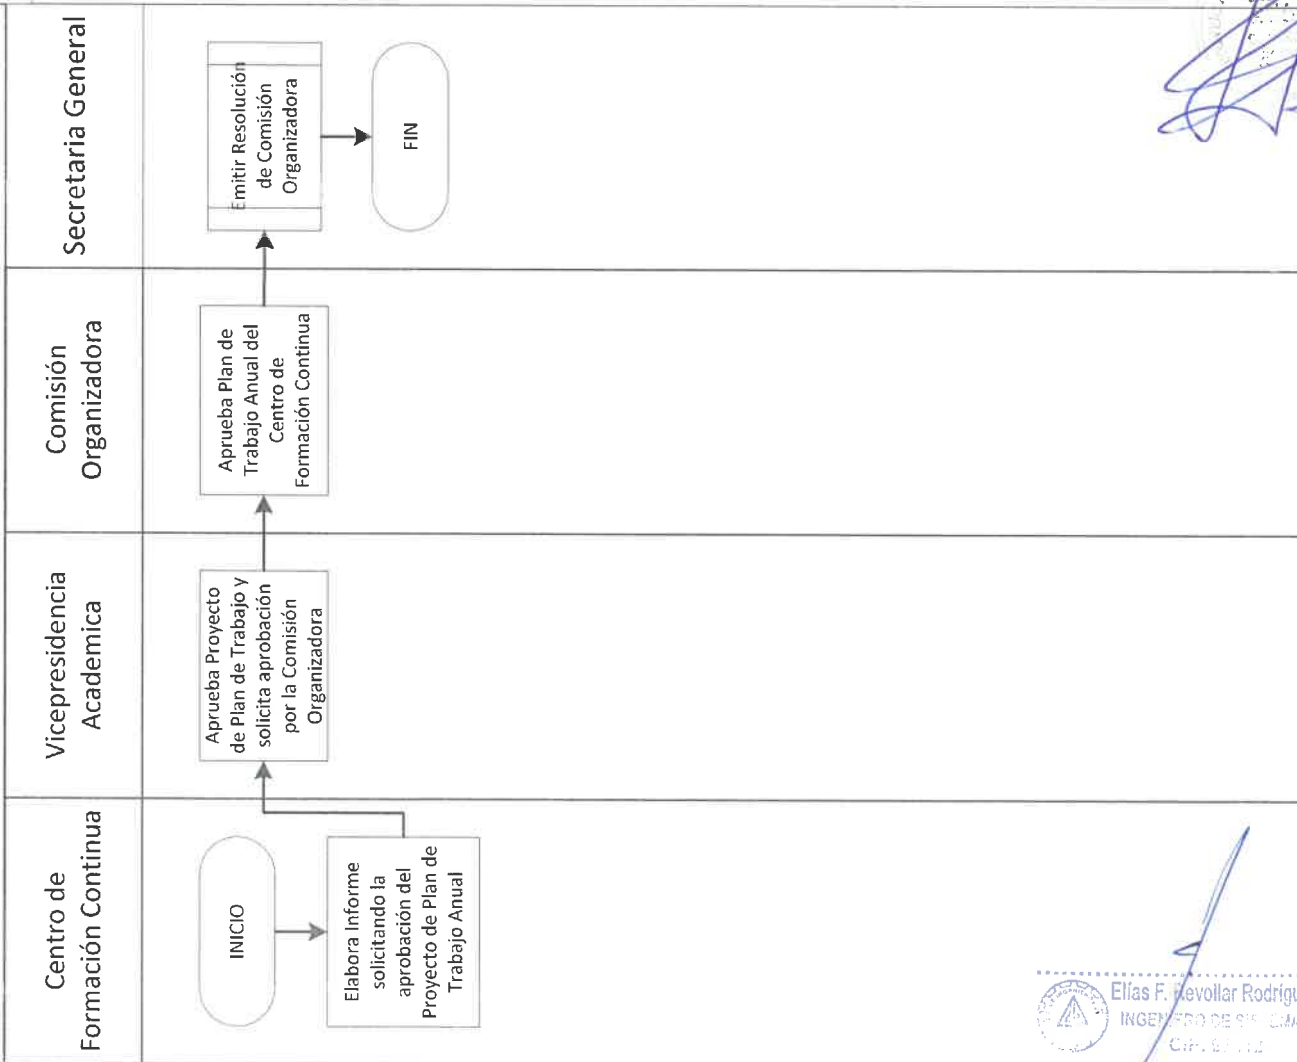 Centro de
Formación Continua
Vicepresidencia
Academica
Comisión
Organizadora
Secretaria General
INICIO
Elabora Informe
solicitando la
aprobación del
Proyecto de Plan de
Trabajo Anual
Aprueba Proyecto
de Plan de Trabajo y
solicita aprobación
por la Comisión
Organizadora
Aprueba Plan de
Trabajo Anual del
Centro de
Formación Continua
Emitir Resolución
de Comisión
Organizadora
FIN
Elías F. Revollar